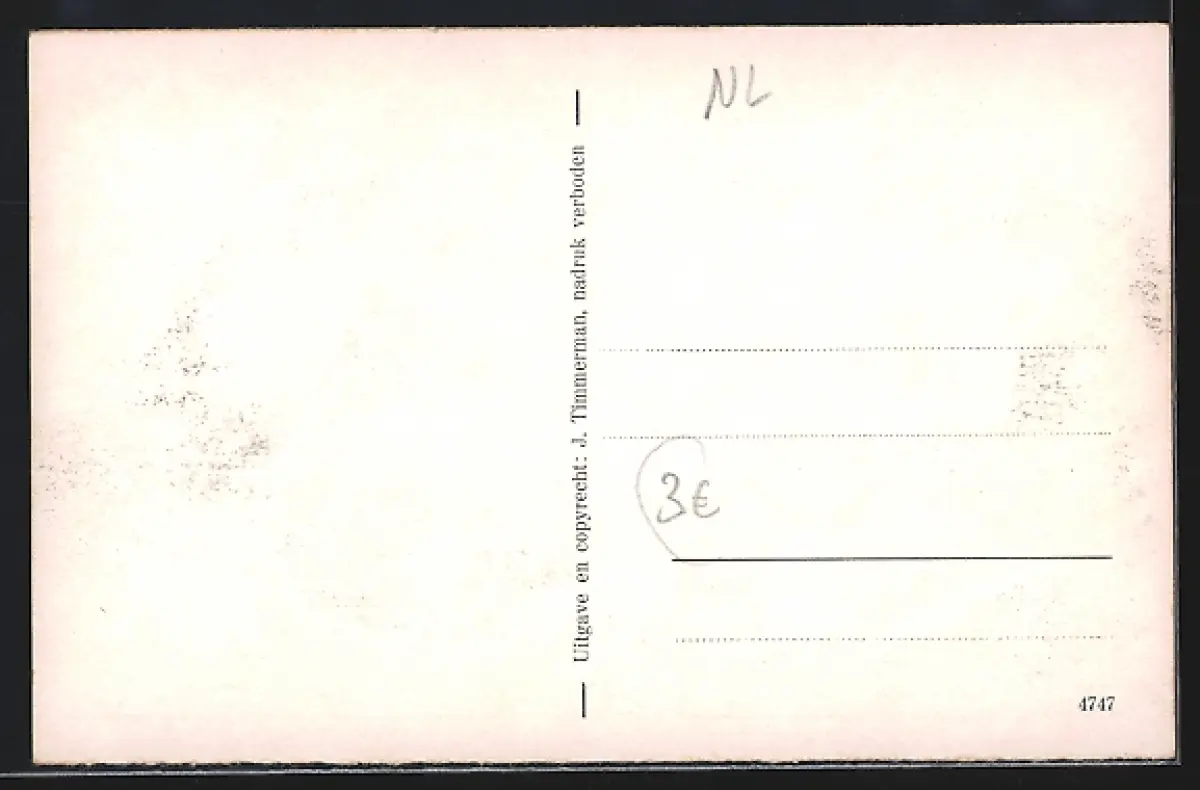 NL
Uitgave en copyrecht: J. Timmerman, nadruk verboden
3€
4747